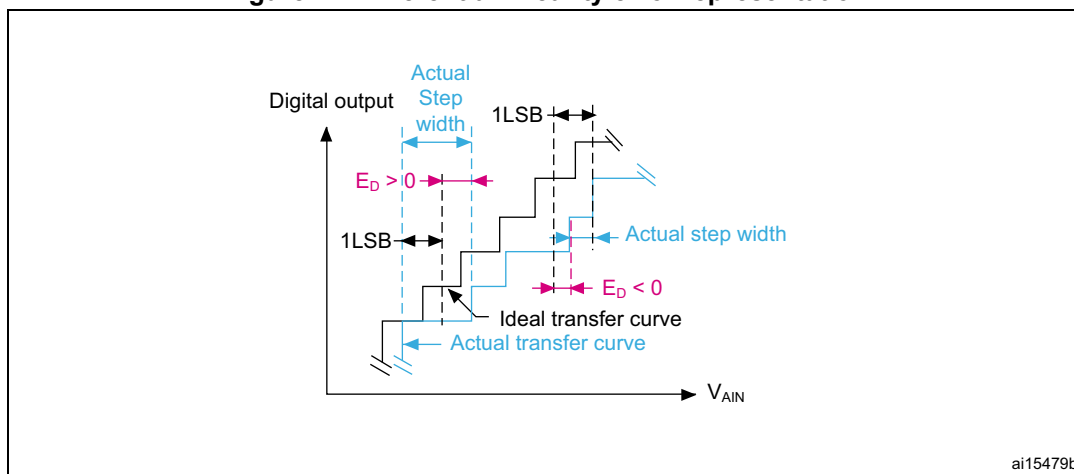 Actual
Step
width
Digital output
1LSB
E_D > 0
1LSB
Actual step width
E_D < 0
Ideal transfer curve
Actual transfer curve
V_AIN
ai15479b